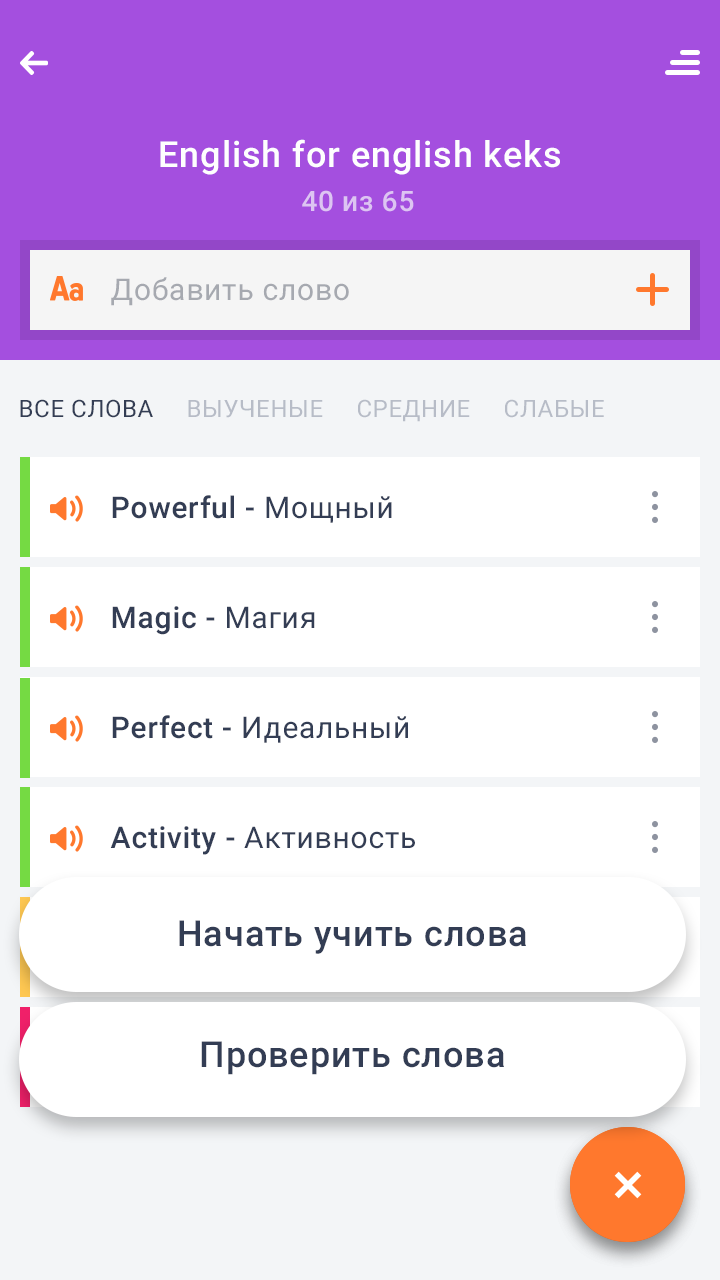 English for english keks
40 из 65
Aa Добавить слово
ВСЕ СЛОВА ВЫУЧЕНЫЕ СРЕДНИЕ СЛАБЫЕ
Powerful - Мощный
Magic - Магия
Perfect - Идеальный
Activity - Активность
Начать учить слова
Проверить слова